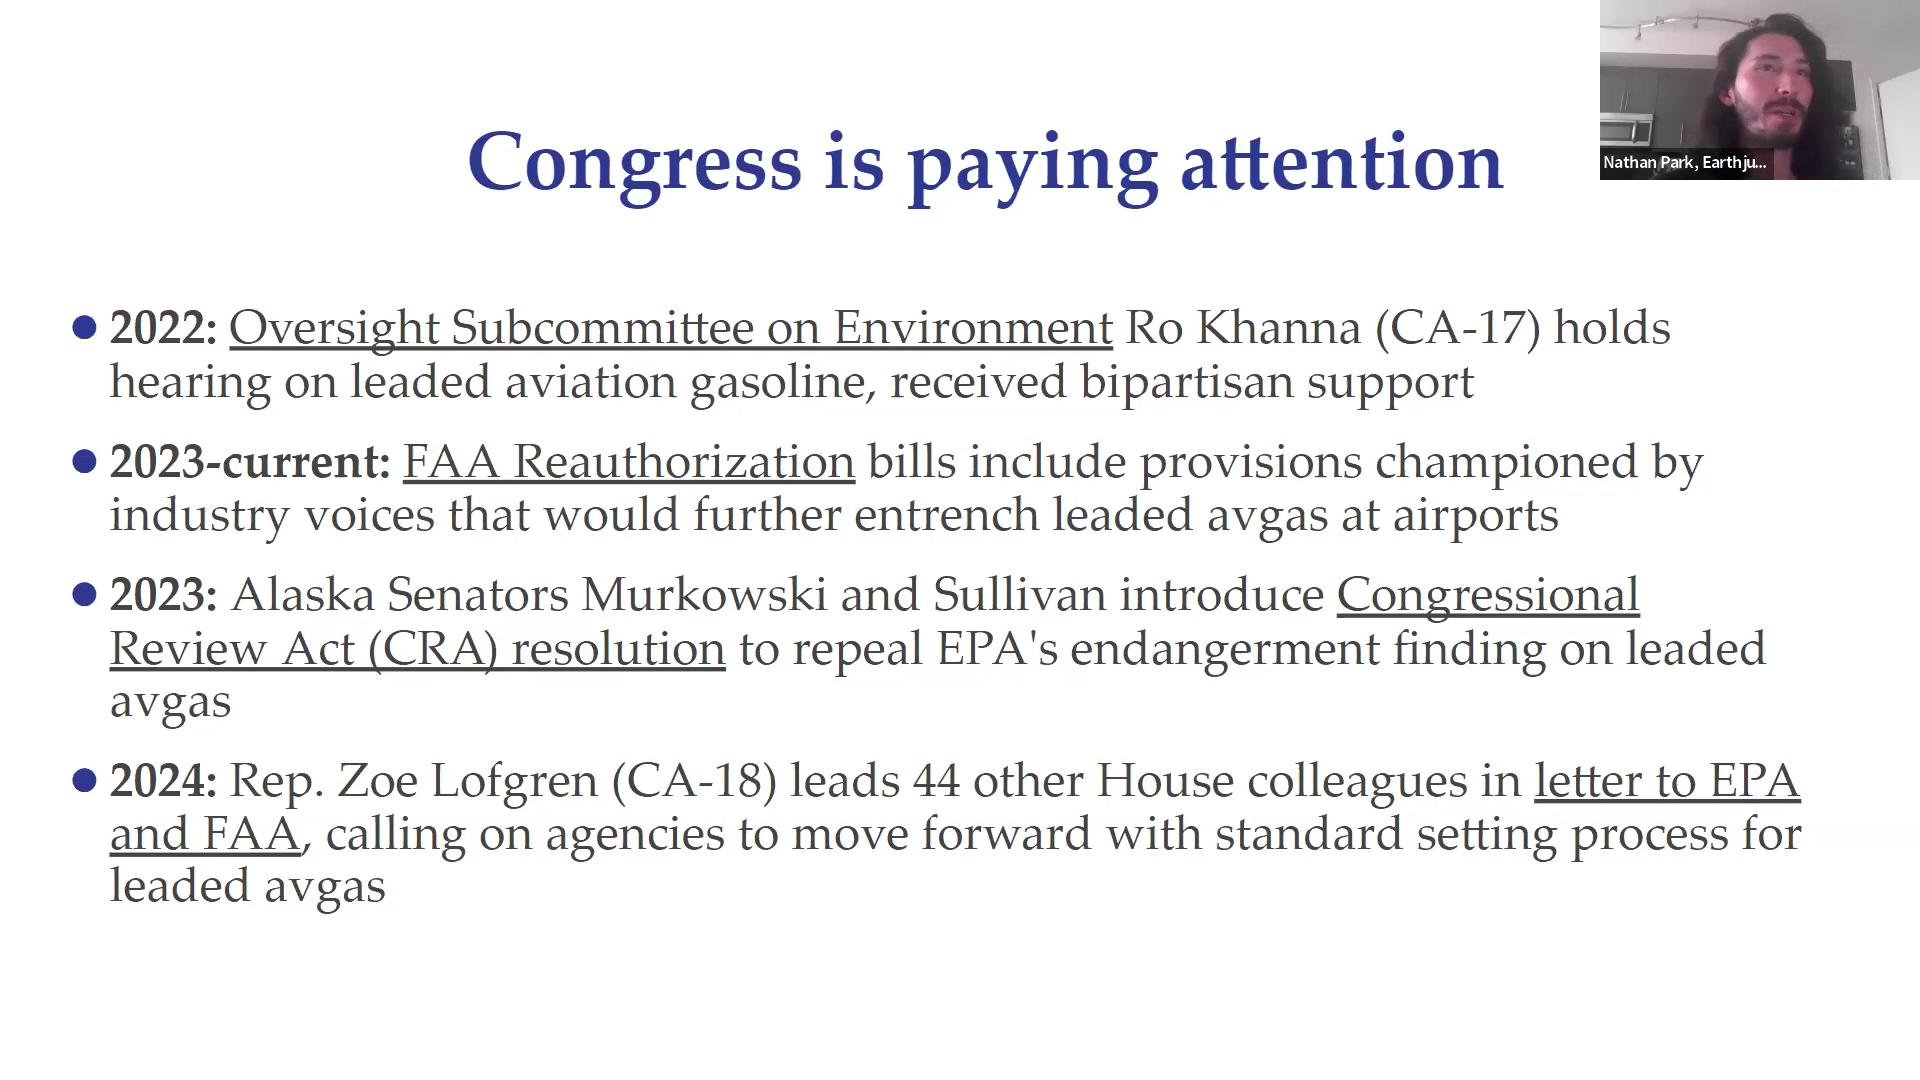 Congress is paying attention
Nathan Park, Earthju...
● 2022: Oversight Subcommittee on Environment Ro Khanna (CA-17) holds
hearing on leaded aviation gasoline, received bipartisan support
● 2023-current: FAA Reauthorization bills include provisions championed by
industry voices that would further entrench leaded avgas at airports
● 2023: Alaska Senators Murkowski and Sullivan introduce Congressional
Review Act (CRA) resolution to repeal EPA's endangerment finding on leaded
avgas
● 2024: Rep. Zoe Lofgren (CA-18) leads 44 other House colleagues in letter to EPA
and FAA, calling on agencies to move forward with standard setting process for
leaded avgas